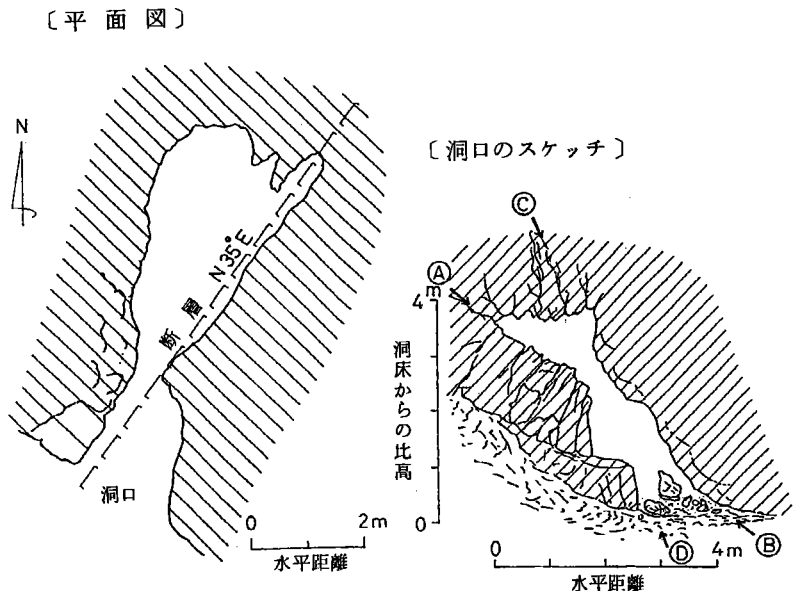 〔平 面 図〕
N
N35°E
断層
洞口
0 2m
水平距離
〔洞口のスケッチ〕
Ⓒ
Ⓐ
m
4
洞床からの比高
0
Ⓓ
Ⓑ
0 4m
水平距離